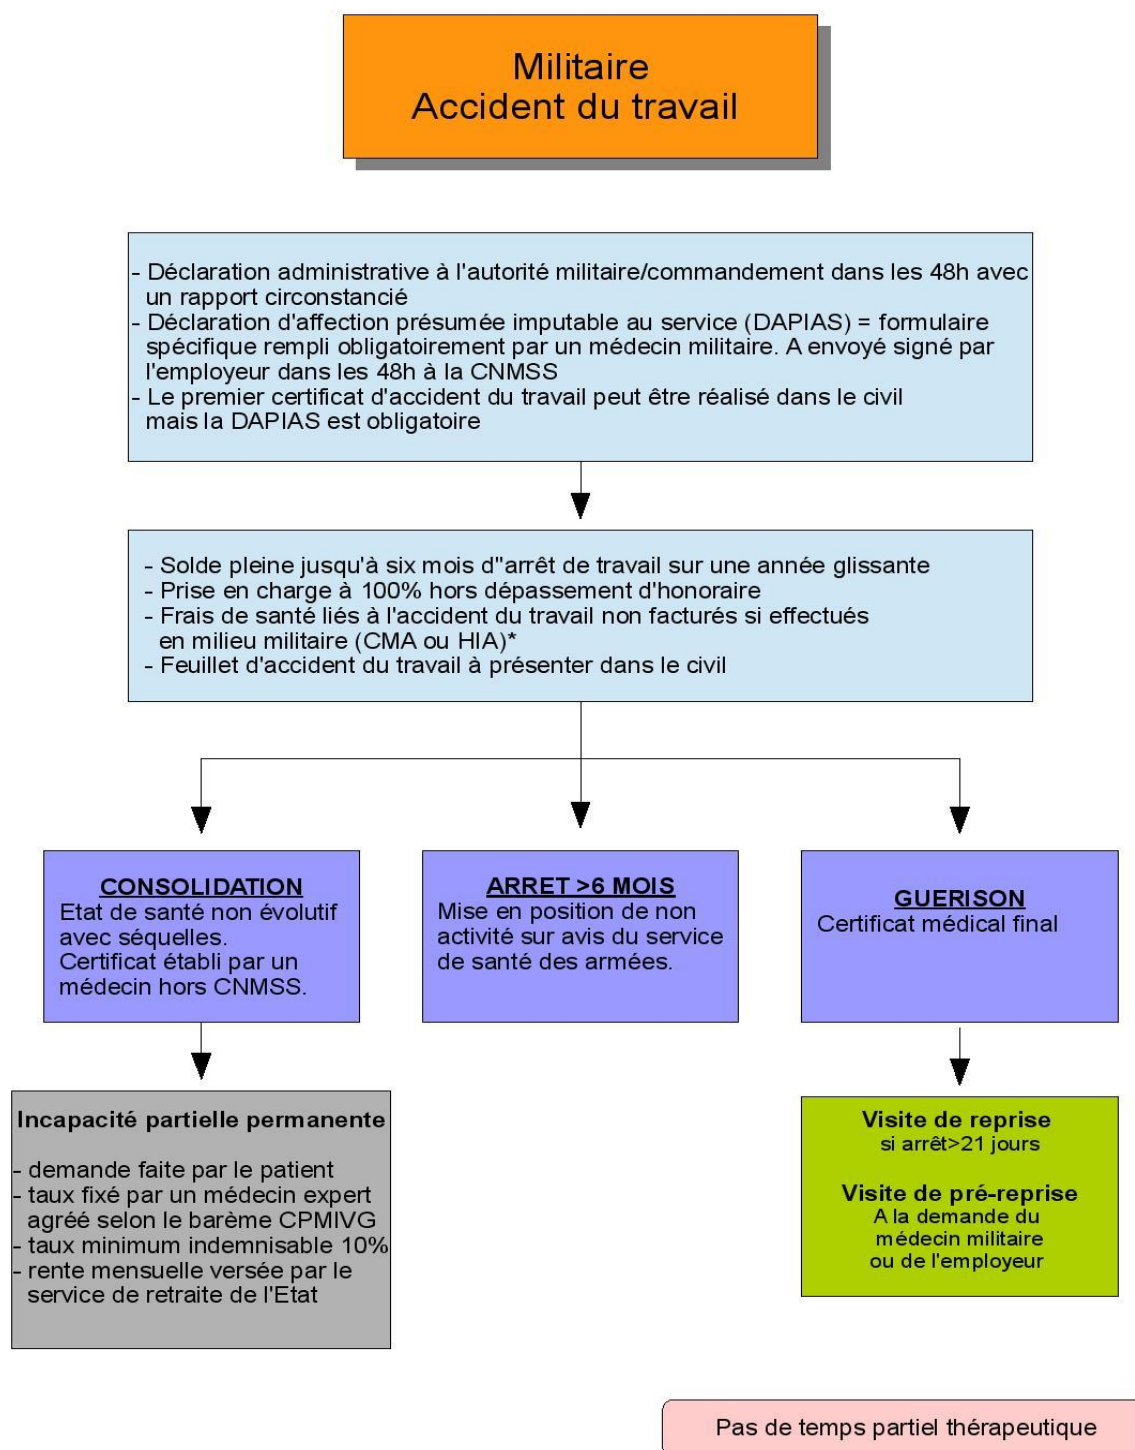 Militaire
Accident du travail
- Déclaration administrative à l'autorité militaire/commandement dans les 48h avec
un rapport circonstancié
- Déclaration d'affection présumée imputable au service (DAPIAS) = formulaire
spécifique rempli obligatoirement par un médecin militaire. A envoyé signé par
l'employeur dans les 48h à la CNMSS
- Le premier certificat d'accident du travail peut être réalisé dans le civil
mais la DAPIAS est obligatoire
- Solde pleine jusqu'à six mois d"arrêt de travail sur une année glissante
- Prise en charge à 100% hors dépassement d'honoraire
- Frais de santé liés à l'accident du travail non facturés si effectués
en milieu militaire (CMA ou HIA)*
- Feuillet d'accident du travail à présenter dans le civil
CONSOLIDATION
Etat de santé non évolutif
avec séquelles.
Certificat établi par un
médecin hors CNMSS.
ARRET >6 MOIS
Mise en position de non
activité sur avis du service
de santé des armées.
GUERISON
Certificat médical final
Incapacité partielle permanente
- demande faite par le patient
- taux fixé par un médecin expert
agréé selon le barème CPMIVG
- taux minimum indemnisable 10%
- rente mensuelle versée par le
service de retraite de l'Etat
Visite de reprise
si arrêt>21 jours
Visite de pré-reprise
A la demande du
médecin militaire
ou de l'employeur
Pas de temps partiel thérapeutique